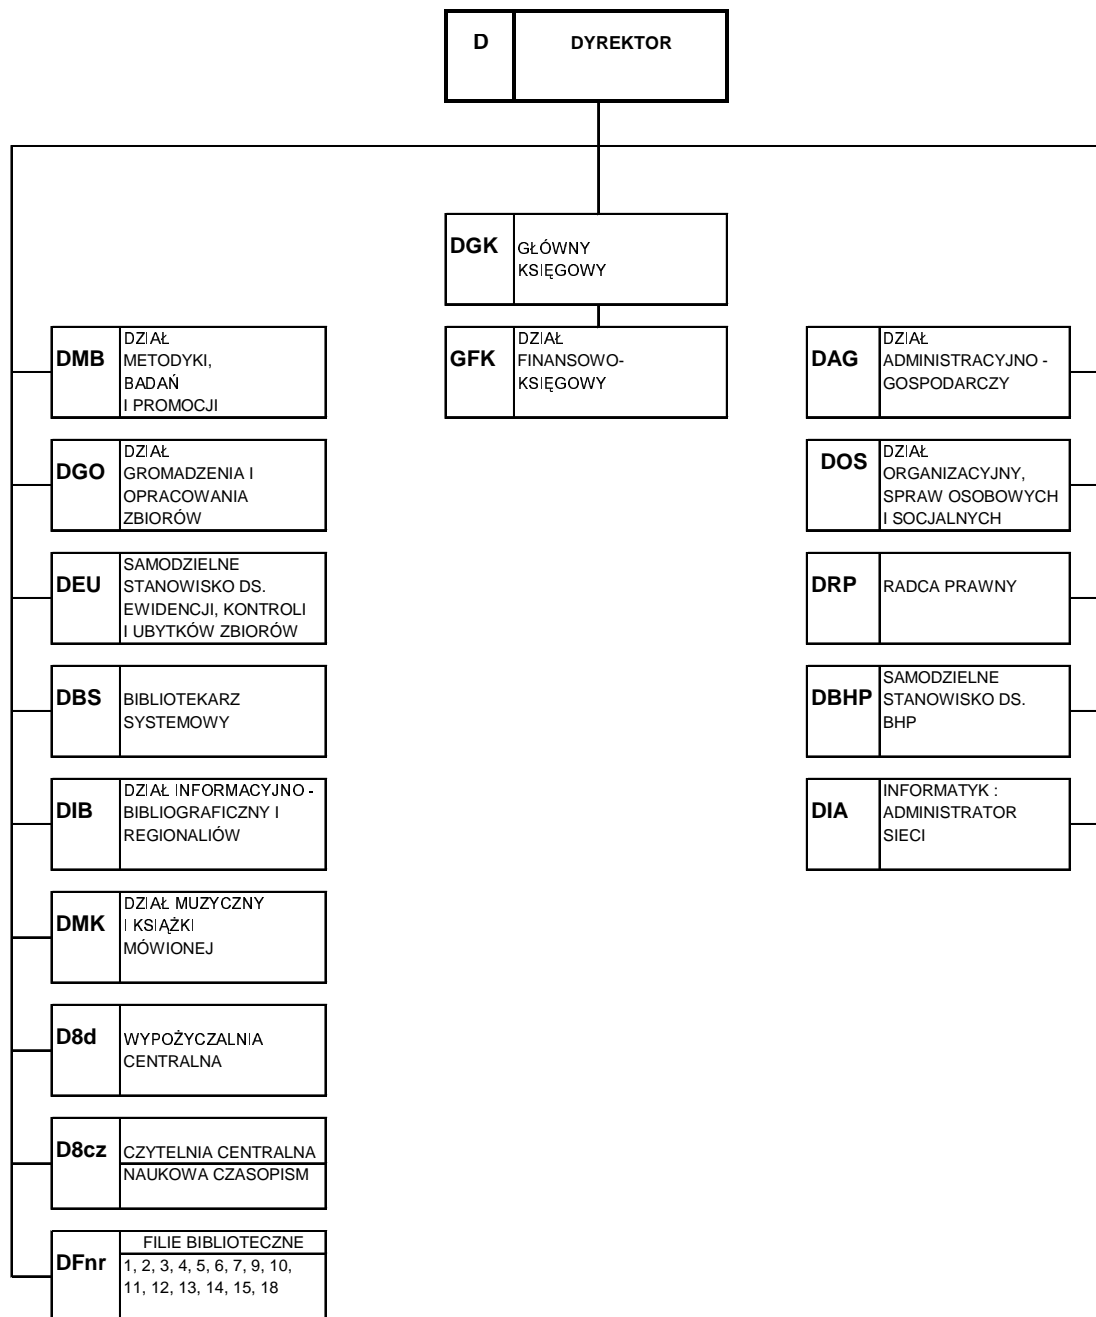 D DYREKTOR
DGK GŁÓWNY
KSIĘGOWY
GFK DZIAŁ
FINANSOWO-
KSIĘGOWY
DMB DZIAŁ
METODYKI,
BADAŃ
I PROMOCJI
DGO DZIAŁ
GROMADZENIA I
OPRACOWANIA
ZBIORÓW
DEU SAMODZIELNE
STANOWISKO DS.
EWIDENCJI, KONTROLI
I UBYTKÓW ZBIORÓW
DBS BIBLIOTEKARZ
SYSTEMOWY
DIB DZIAŁ INFORMACYJNO -
BIBLIOGRAFICZNY I
REGIONALIÓW
DMK DZIAŁ MUZYCZNY
I KSIĄŻKI
MÓWIONEJ
D8d WYPOŻYCZALNIA
CENTRALNA
D8cz CZYTELNIA CENTRALNA
NAUKOWA CZASOPISM
DFnr FILIE BIBLIOTECZNE
1, 2, 3, 4, 5, 6, 7, 9, 10,
11, 12, 13, 14, 15, 18
DAG DZIAŁ
ADMINISTRACYJNO -
GOSPODARCZY
DOS DZIAŁ
ORGANIZACYJNY,
SPRAW OSOBOWYCH
I SOCJALNYCH
DRP RADCA PRAWNY
DBHP SAMODZIELNE
STANOWISKO DS.
BHP
DIA INFORMATYK :
ADMINISTRATOR
SIECI